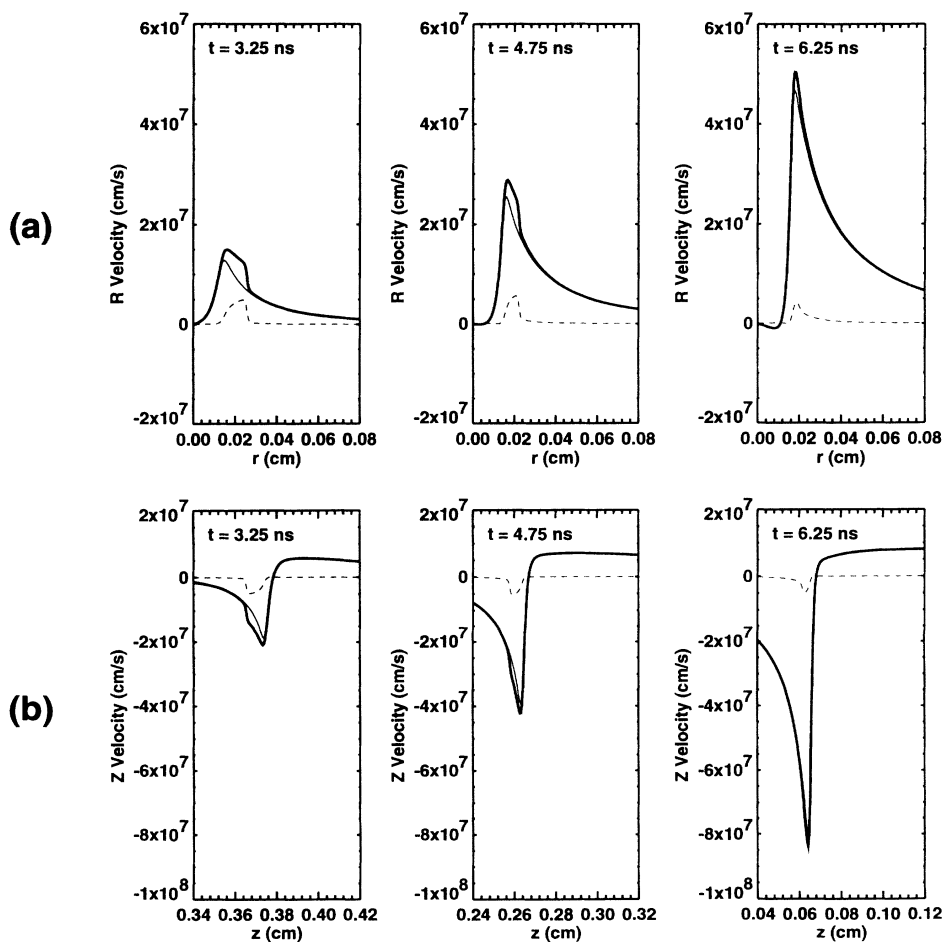 (a)
R Velocity (cm/s)
6x10^7
4x10^7
2x10^7
0
-2x10^7
t = 3.25 ns
0.00 0.02 0.04 0.06 0.08
r (cm)
R Velocity (cm/s)
6x10^7
4x10^7
2x10^7
0
-2x10^7
t = 4.75 ns
0.00 0.02 0.04 0.06 0.08
r (cm)
R Velocity (cm/s)
6x10^7
4x10^7
2x10^7
0
-2x10^7
t = 6.25 ns
0.00 0.02 0.04 0.06 0.08
r (cm)
(b)
Z Velocity (cm/s)
2x10^7
0
-2x10^7
-4x10^7
-6x10^7
-8x10^7
-1x10^8
t = 3.25 ns
0.34 0.36 0.38 0.40 0.42
z (cm)
Z Velocity (cm/s)
2x10^7
0
-2x10^7
-4x10^7
-6x10^7
-8x10^7
-1x10^8
t = 4.75 ns
0.24 0.26 0.28 0.30 0.32
z (cm)
Z Velocity (cm/s)
2x10^7
0
-2x10^7
-4x10^7
-6x10^7
-8x10^7
-1x10^8
t = 6.25 ns
0.04 0.06 0.08 0.10 0.12
z (cm)